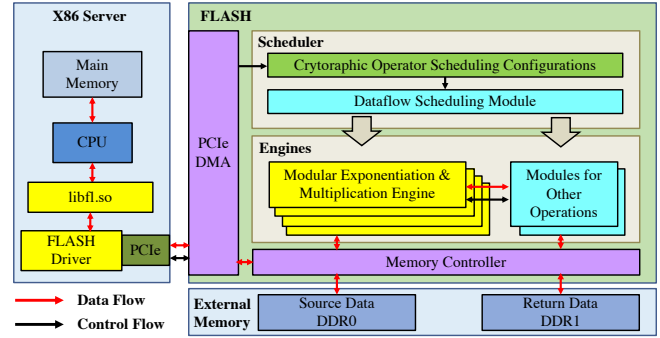 X86 Server
Main
Memory
CPU
libfl.so
FLASH
Driver
PCIe
Data Flow
Control Flow
FLASH
PCIe
DMA
Scheduler
Crytoraphic Operator Scheduling Configurations
Dataflow Scheduling Module
Engines
Modular Exponentiation &
Multiplication Engine
Modules for
Other
Operations
Memory Controller
External
Memory
Source Data
DDR0
Return Data
DDR1